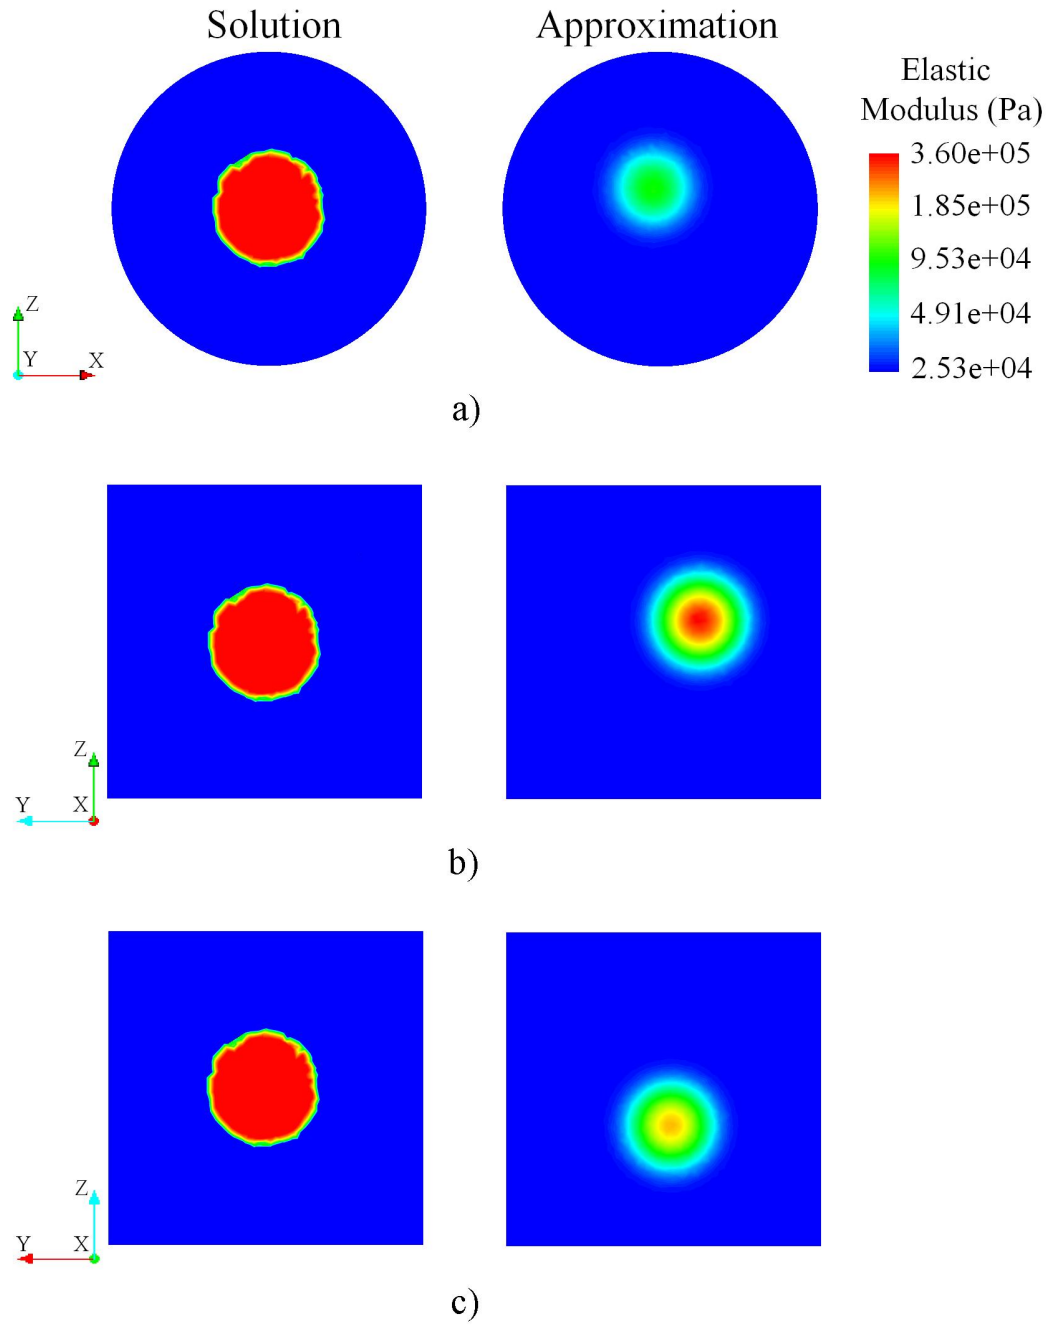 Solution
Approximation
Elastic
Modulus (Pa)
3.60e+05
1.85e+05
9.53e+04
4.91e+04
2.53e+04
Z
Y
X
a)
Z
Y
X
b)
Z
Y
X
c)